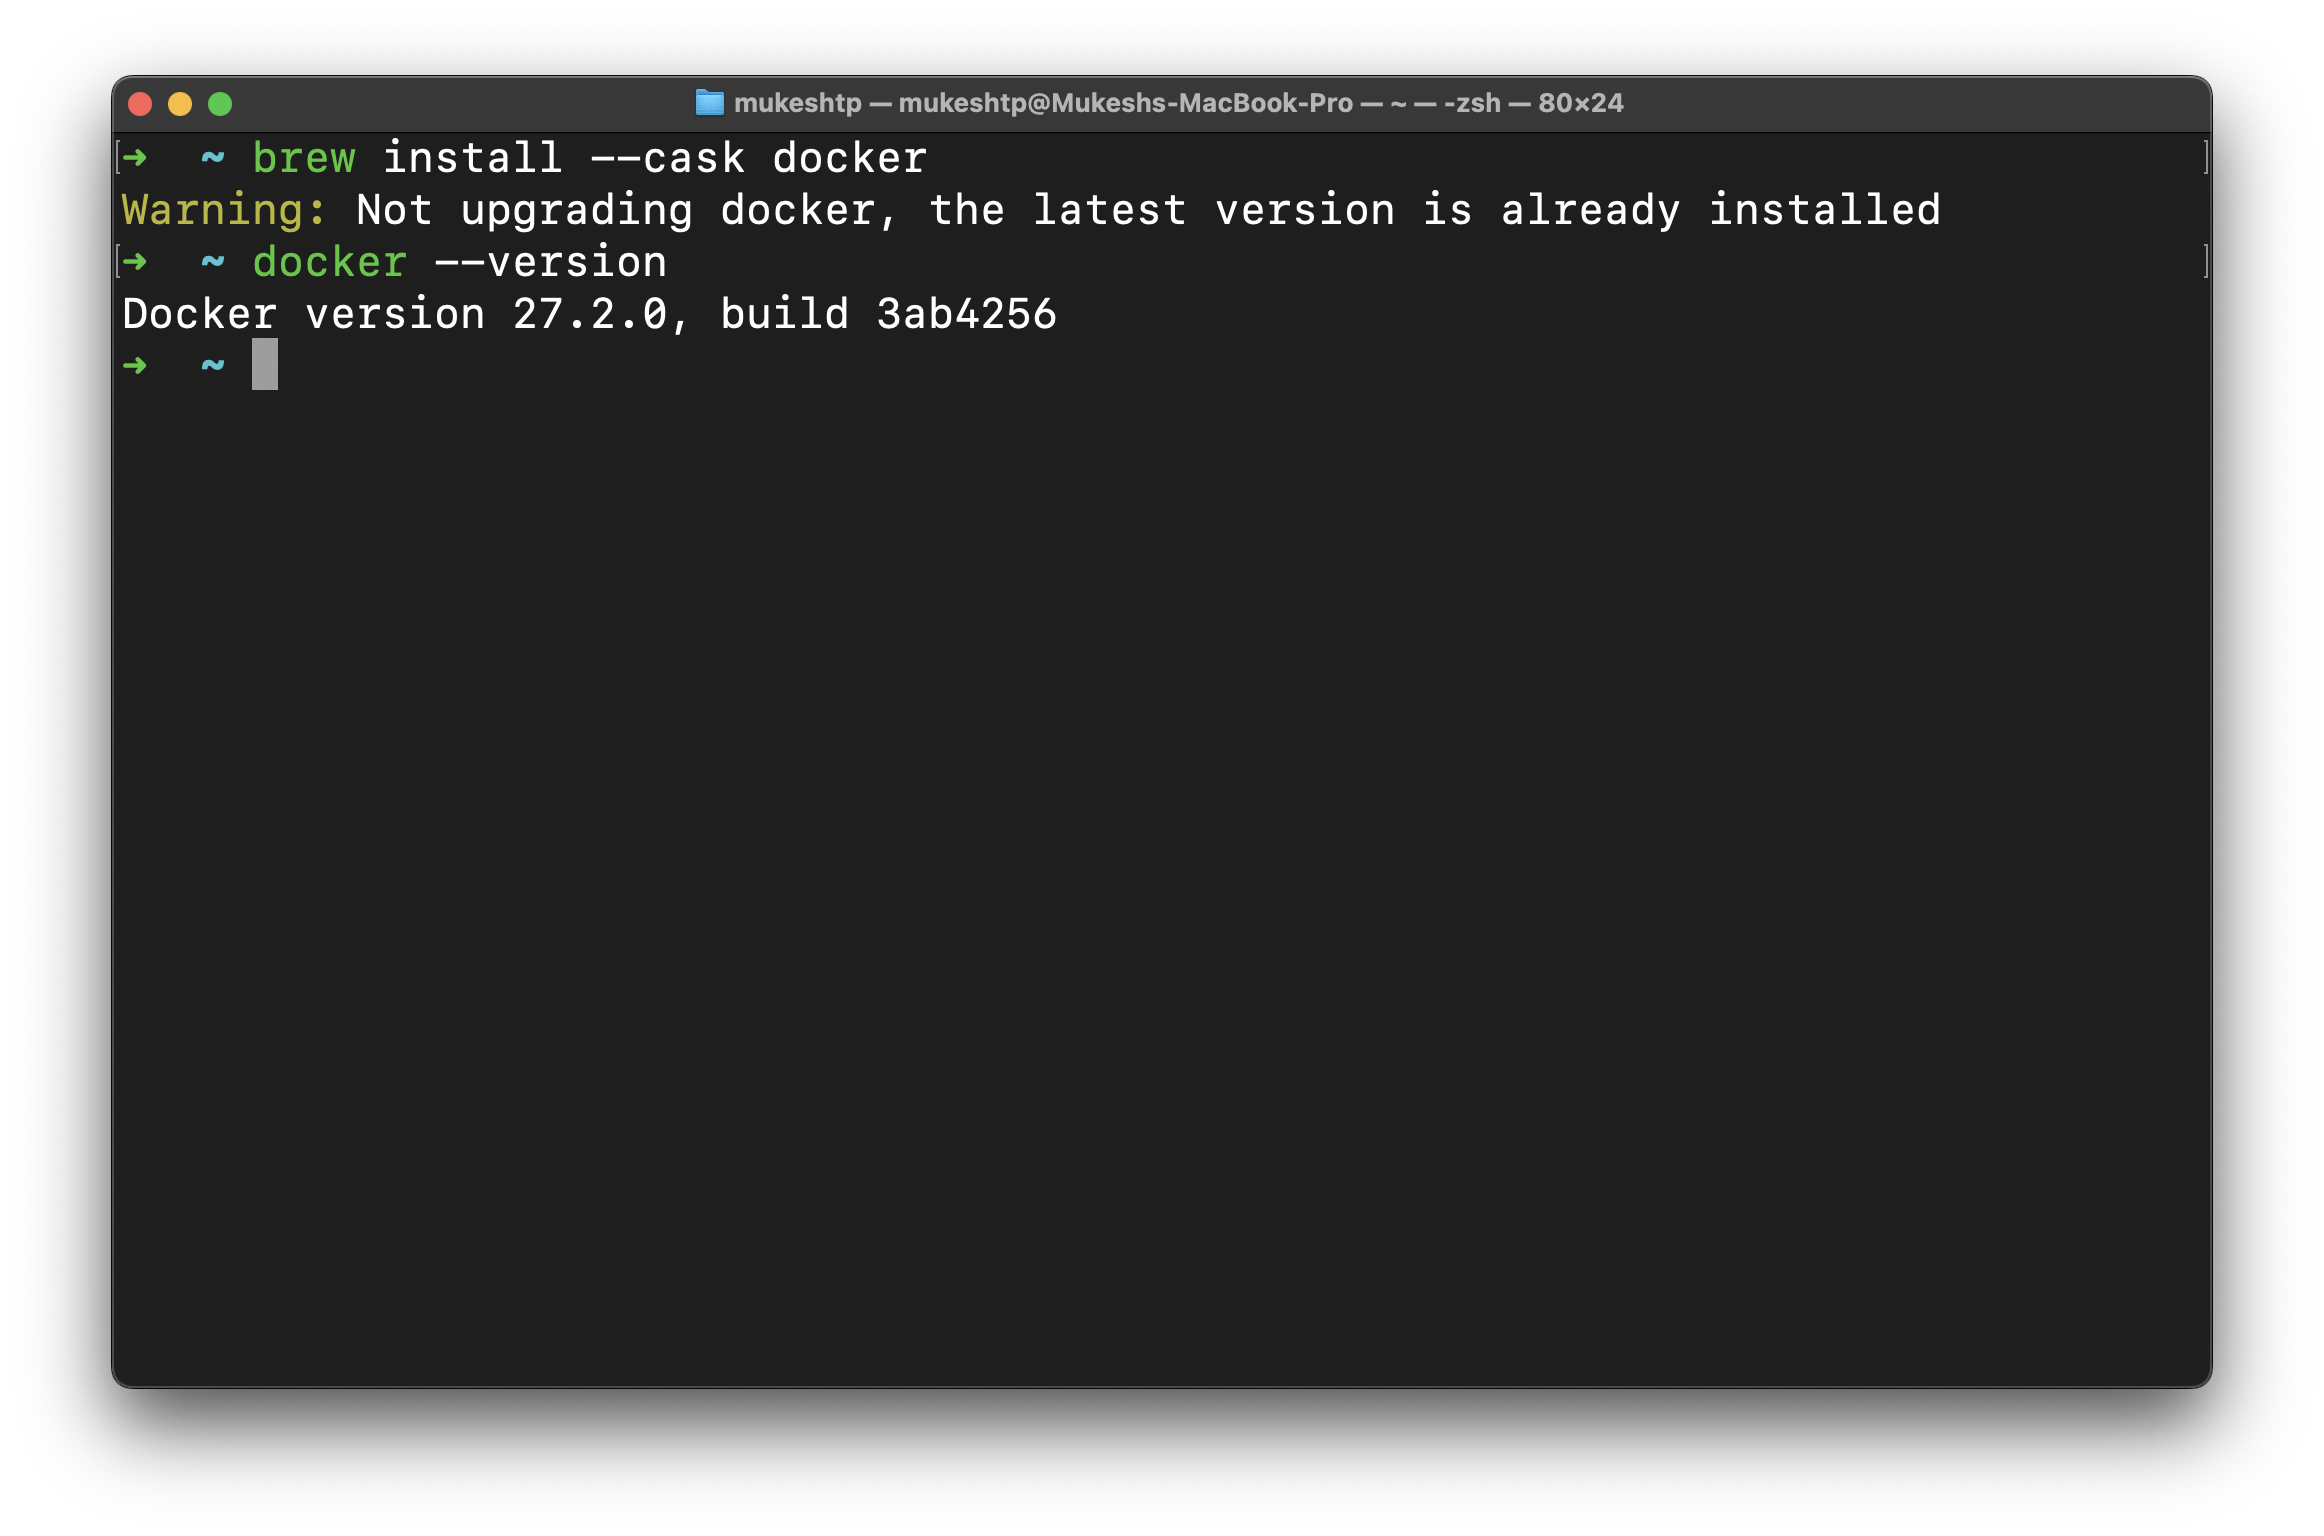 mukeshtp — mukeshtp@Mukeshs-MacBook-Pro — ~ — -zsh — 80×24
[➜  ~ brew install --cask docker ]
Warning: Not upgrading docker, the latest version is already installed
[➜  ~ docker --version ]
Docker version 27.2.0, build 3ab4256
➜  ~